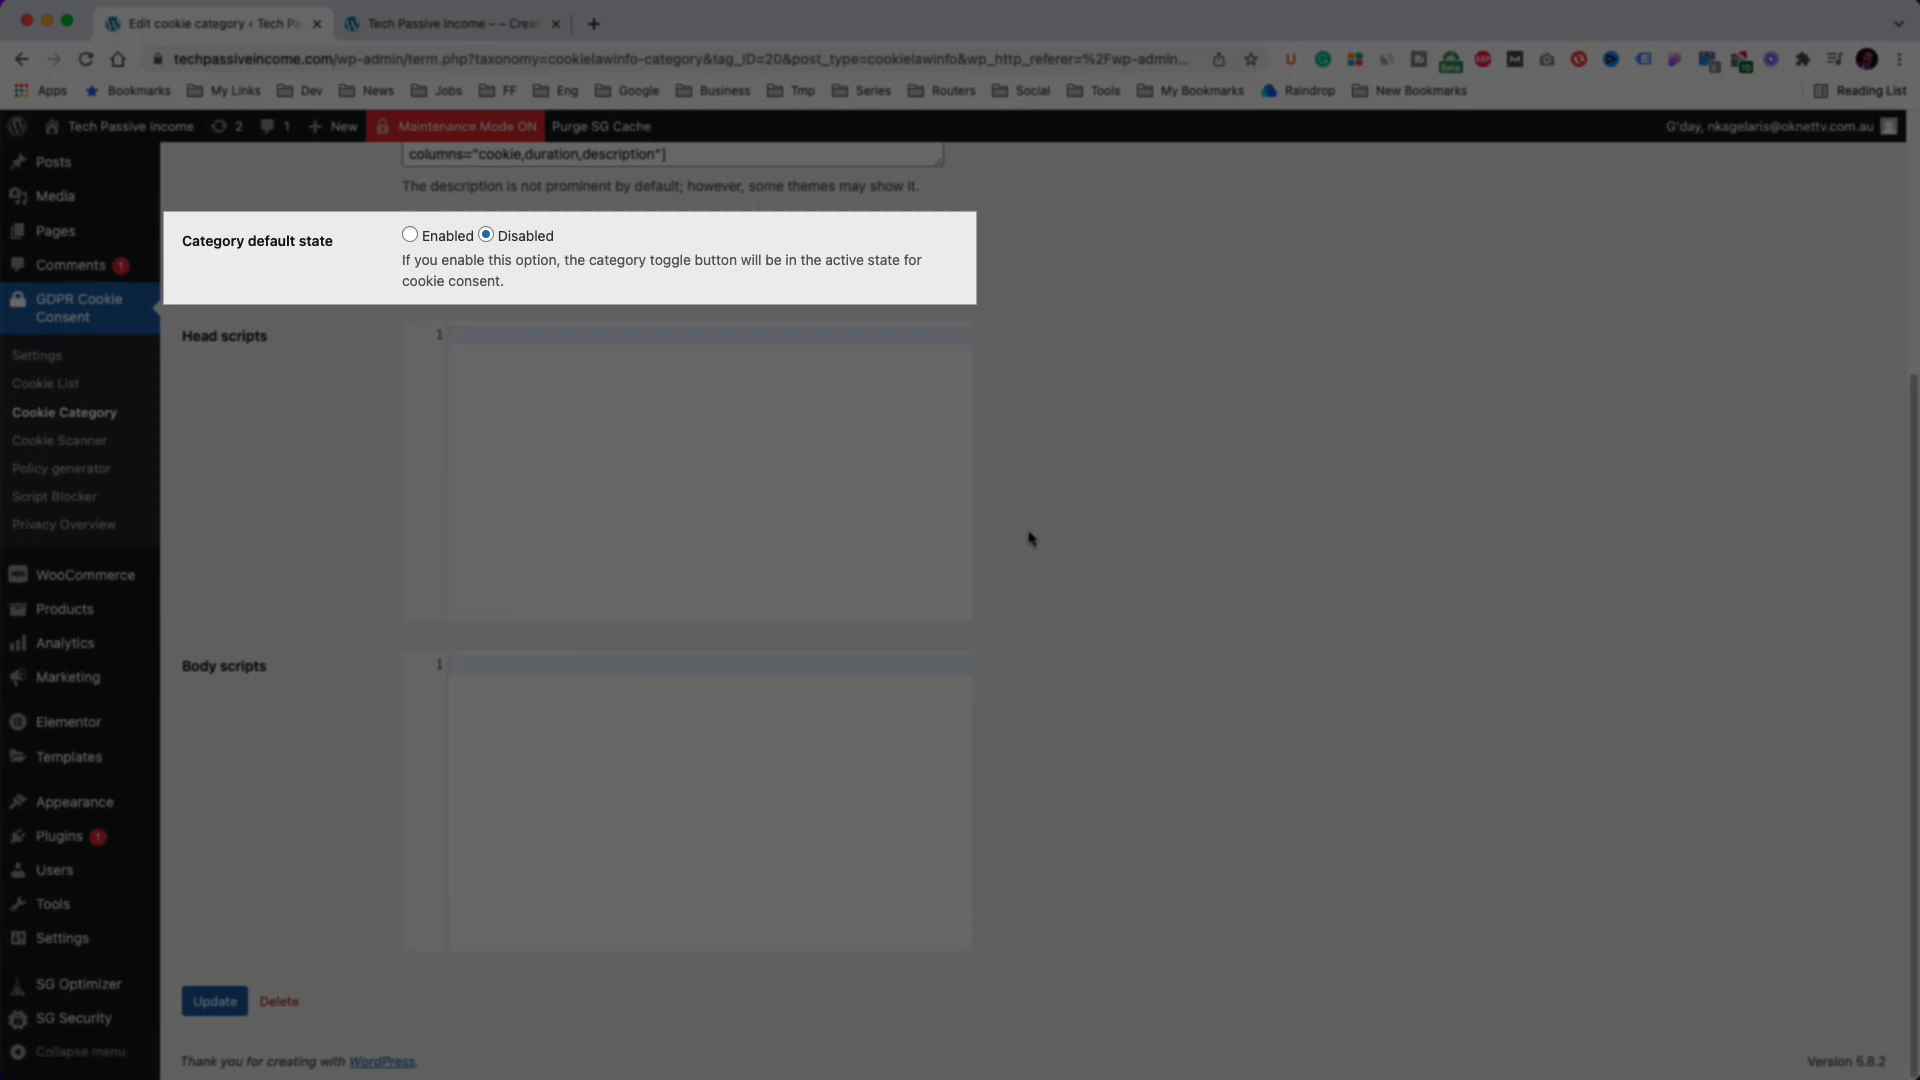 Edit cookie category ‹ Tech Pa
Tech Passive Income – – Creat
techpassiveincome.com/wp-admin/term.php?taxonomy=cookielawinfo-category&tag_ID=20&post_type=cookielawinfo&wp_http_referer=%2Fwp-admin...
Apps
Bookmarks
My Links
Dev
News
Jobs
FF
Eng
Google
Business
Tmp
Series
Routers
Social
Tools
My Bookmarks
Raindrop
New Bookmarks
Reading List
Tech Passive Income
2
1
New
Maintenance Mode ON
Purge SG Cache
G'day, nkagelaris@oknettv.com.au
Posts
Media
Pages
Comments 1
GDPR Cookie
Consent
Settings
Cookie List
Cookie Category
Cookie Scanner
Policy generator
Script Blocker
Privacy Overview
WooCommerce
Products
Analytics
Marketing
Elementor
Templates
Appearance
Plugins 1
Users
Tools
Settings
SG Optimizer
SG Security
Collapse menu
columns="cookie,duration,description"]
The description is not prominent by default; however, some themes may show it.
Category default state
Enabled Disabled
If you enable this option, the category toggle button will be in the active state for
cookie consent.
Head scripts
1
Body scripts
1
Update
Delete
Thank you for creating with WordPress.
Version 5.8.2